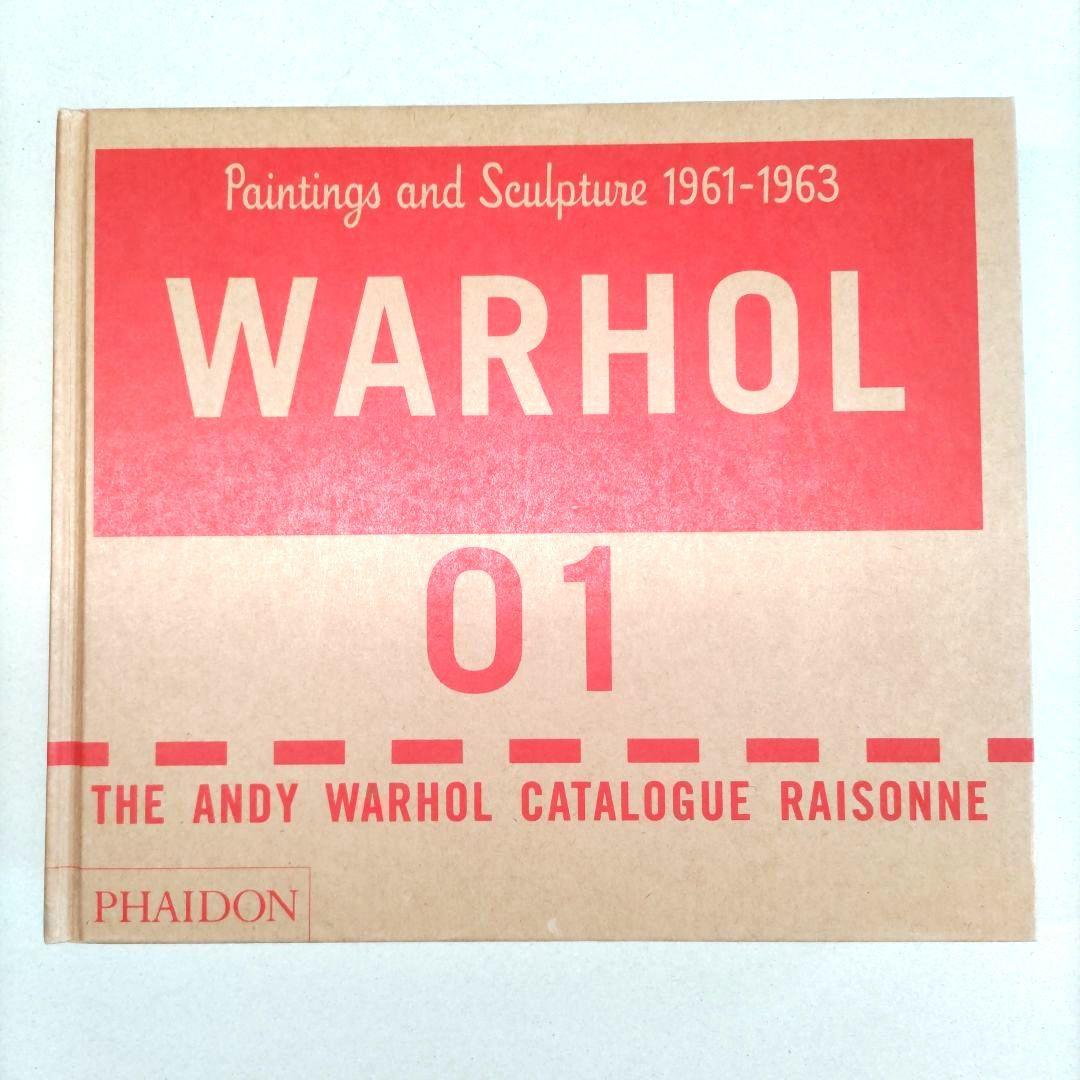 Paintings and Sculpture 1961-1963
WARHOL
01
THE ANDY WARHOL CATALOGUE RAISONNE
PHAIDON